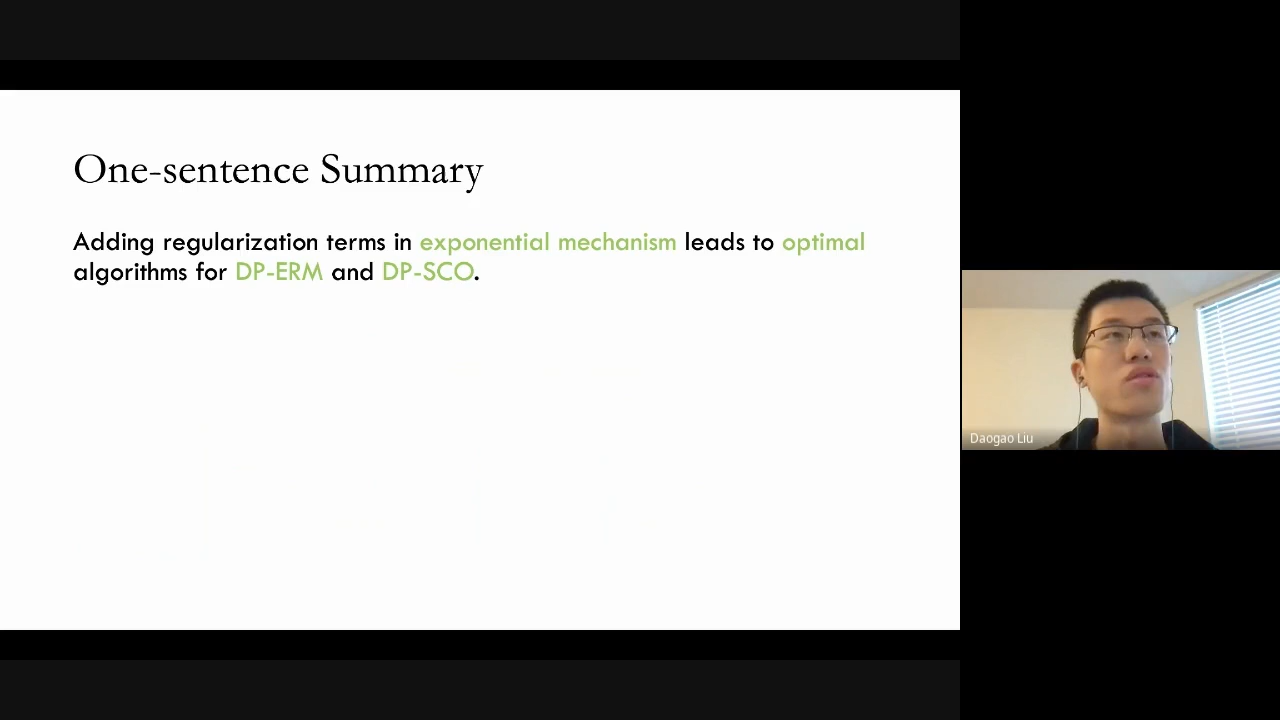 One-sentence Summary
Adding regularization terms in exponential mechanism leads to optimal
algorithms for DP-ERM and DP-SCO.
Daogao Liu